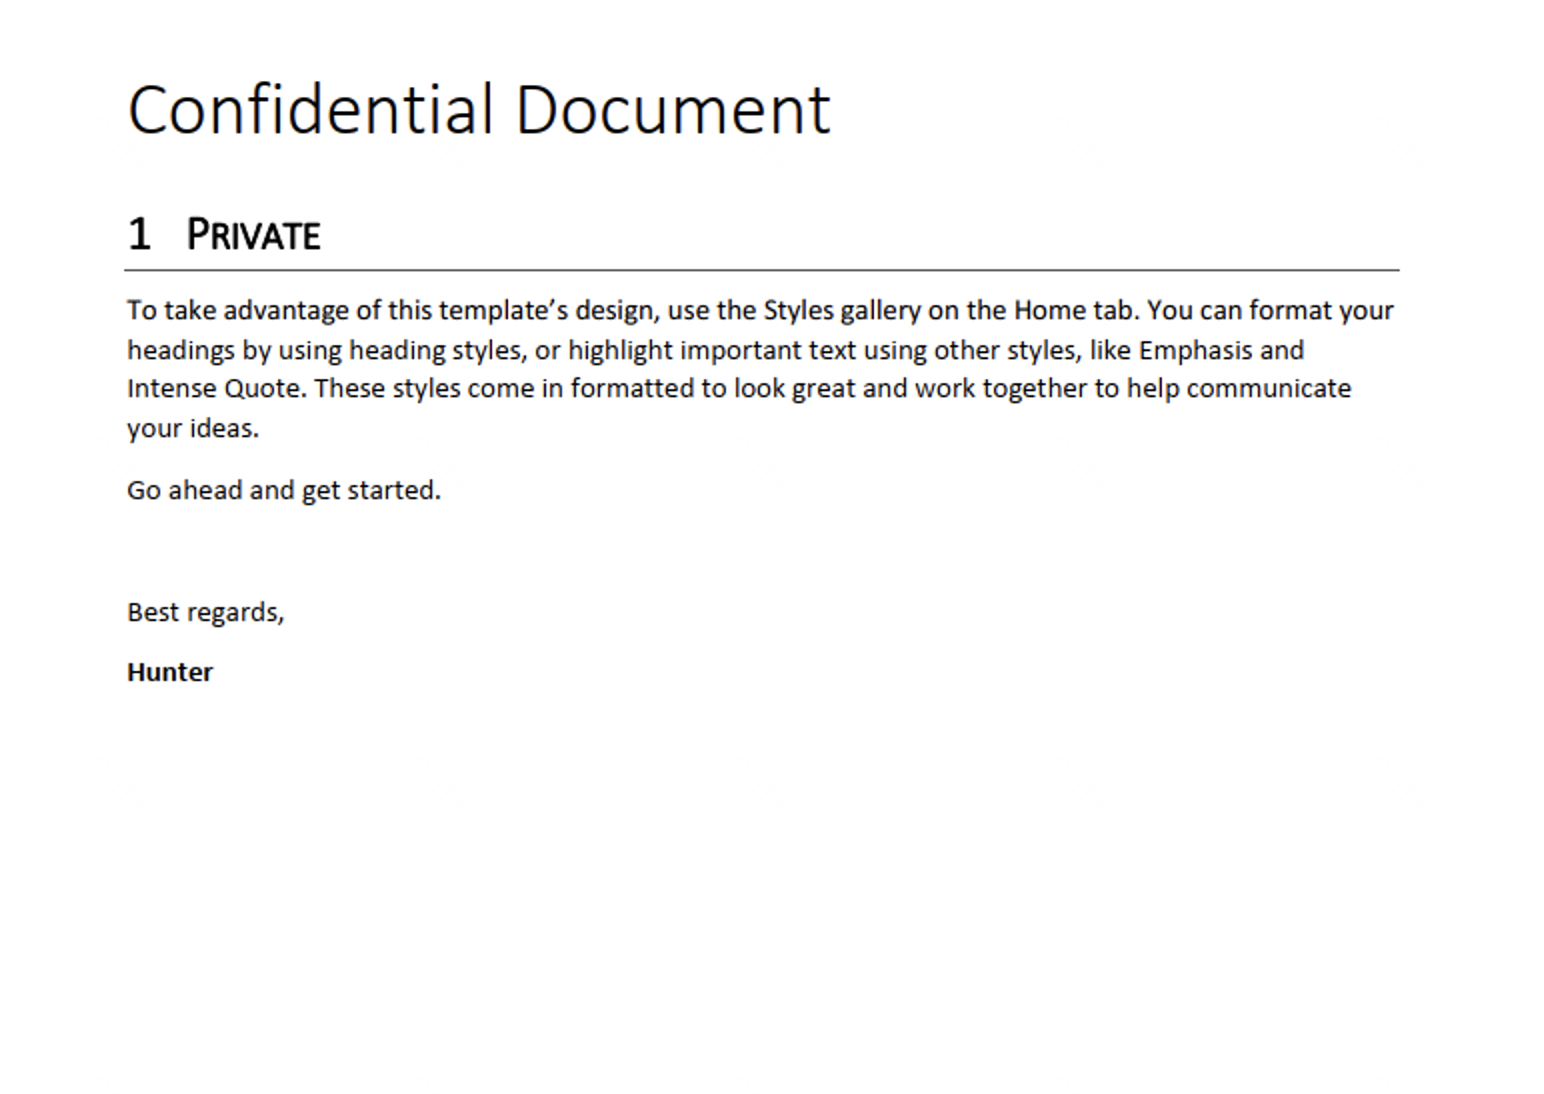 Confidential Document
1 PRIVATE
To take advantage of this template’s design, use the Styles gallery on the Home tab. You can format your
headings by using heading styles, or highlight important text using other styles, like Emphasis and
Intense Quote. These styles come in formatted to look great and work together to help communicate
your ideas.
Go ahead and get started.
Best regards,
Hunter